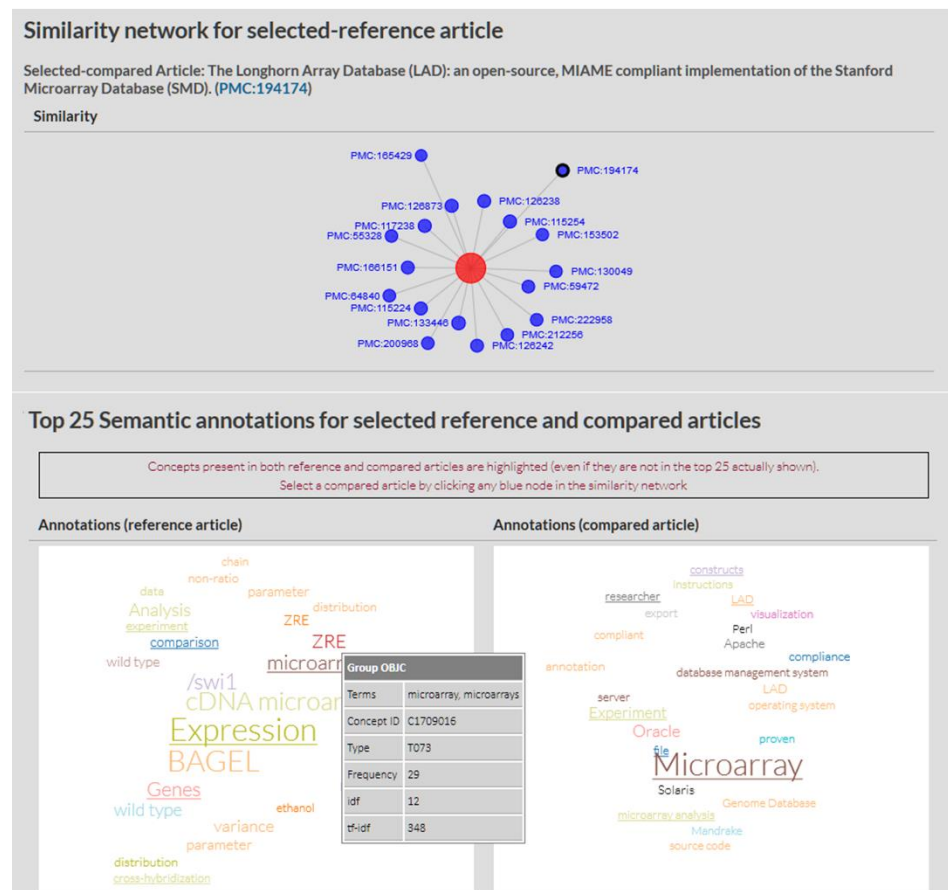 Similarity network for selected-reference article
Selected-compared Article: The Longhorn Array Database (LAD): an open-source, MIAME compliant implementation of the Stanford
Microarray Database (SMD). (PMC:194174)
Similarity
PMC:165429
PMC:194174
PMC:126873
PMC:126238
PMC:117238
PMC:115254
PMC:55328
PMC:153502
PMC:166151
PMC:130049
PMC:59472
PMC:64840
PMC:115224
PMC:133446
PMC:222958
PMC:212256
PMC:200968
PMC:126242
Top 25 Semantic annotations for selected reference and compared articles
Concepts present in both reference and compared articles are highlighted (even if they are not in the top 25 actually shown).
Select a compared article by clicking any blue node in the similarity network
Annotations (reference article)
chain
non-ratio
data
parameter
Analysis
distribution
experiment
ZRE
comparison
ZRE
wild type
microarr
/swi1
cDNA microar
Expression
BAGEL
Genes
wild type
ethanol
variance
parameter
distribution
cross-hybridization
Group OBJC
Terms microarray, microarrays
Concept ID C1709016
Type T073
Frequency 29
idf 12
tf-idf 348
Annotations (compared article)
constructs
instructions
researcher
LAD
export
visualization
Perl
compliant
Apache
compliance
annotation
database management system
LAD
server
operating system
Experiment
Oracle
proven
file
Microarray
Solaris
Genome Database
microarray analysis
Mandrake
source code